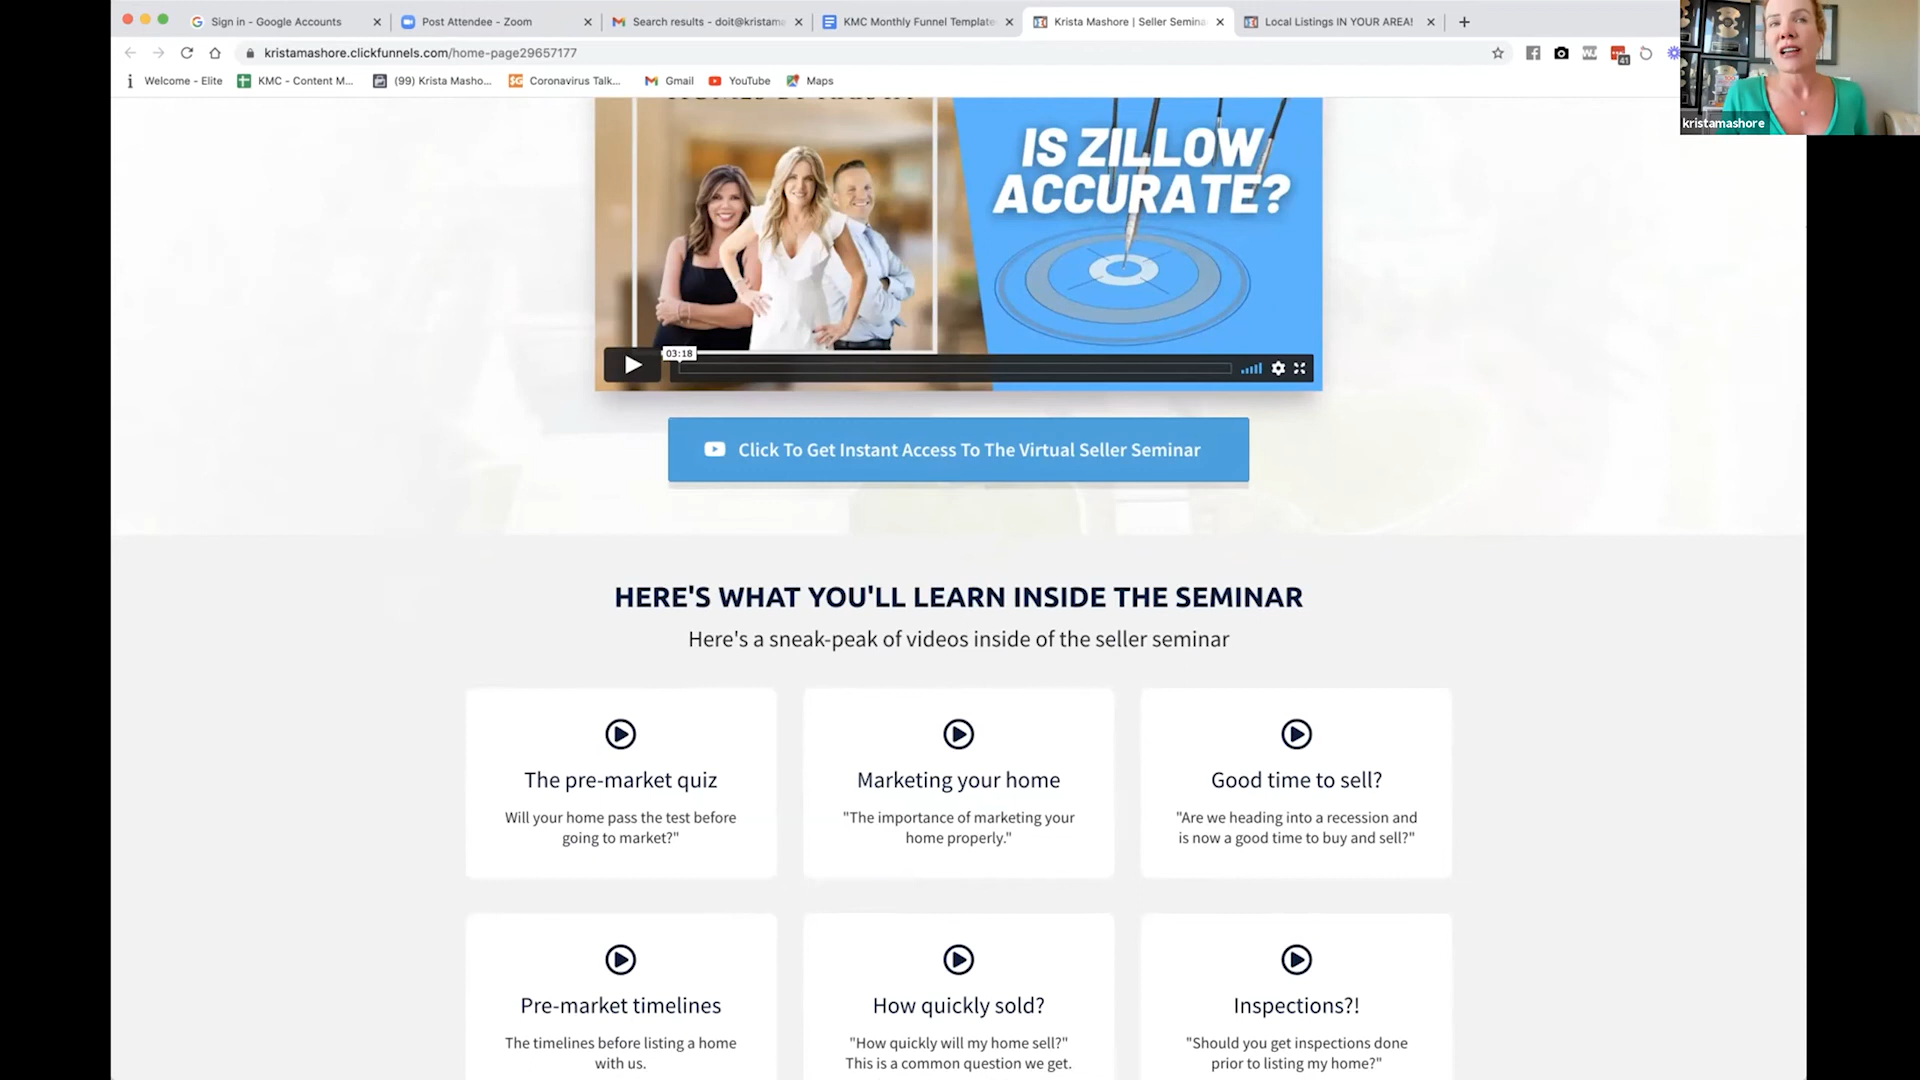 Sign in - Google Accounts
Post Attendee - Zoom
Search results - doit@kristama
KMC Monthly Funnel Template
Krista Mashore | Seller Semina
Local Listings IN YOUR AREA!
kristamashore.clickfunnels.com/home-page29657177
41
Welcome - Elite
KMC - Content M...
(99) Krista Masho...
Coronavirus Talk...
Gmail
YouTube
Maps
kristamashore
IS ZILLOW
ACCURATE?
03:18
Click To Get Instant Access To The Virtual Seller Seminar
HERE'S WHAT YOU'LL LEARN INSIDE THE SEMINAR
Here's a sneak-peak of videos inside of the seller seminar
The pre-market quiz
Will your home pass the test before
going to market?"
Marketing your home
"The importance of marketing your
home properly."
Good time to sell?
"Are we heading into a recession and
is now a good time to buy and sell?"
Pre-market timelines
The timelines before listing a home
with us.
How quickly sold?
"How quickly will my home sell?"
This is a common question we get.
Inspections?!
"Should you get inspections done
prior to listing my home?"